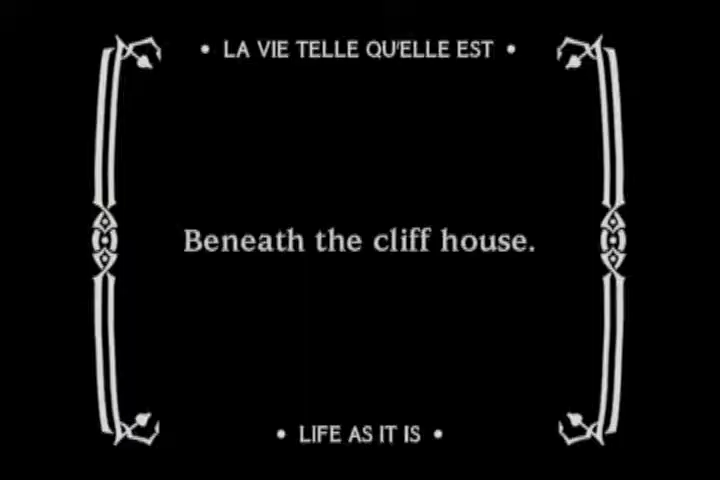 • LA VIE TELLE QU'ELLE EST •
Beneath the cliff house.
• LIFE AS IT IS •